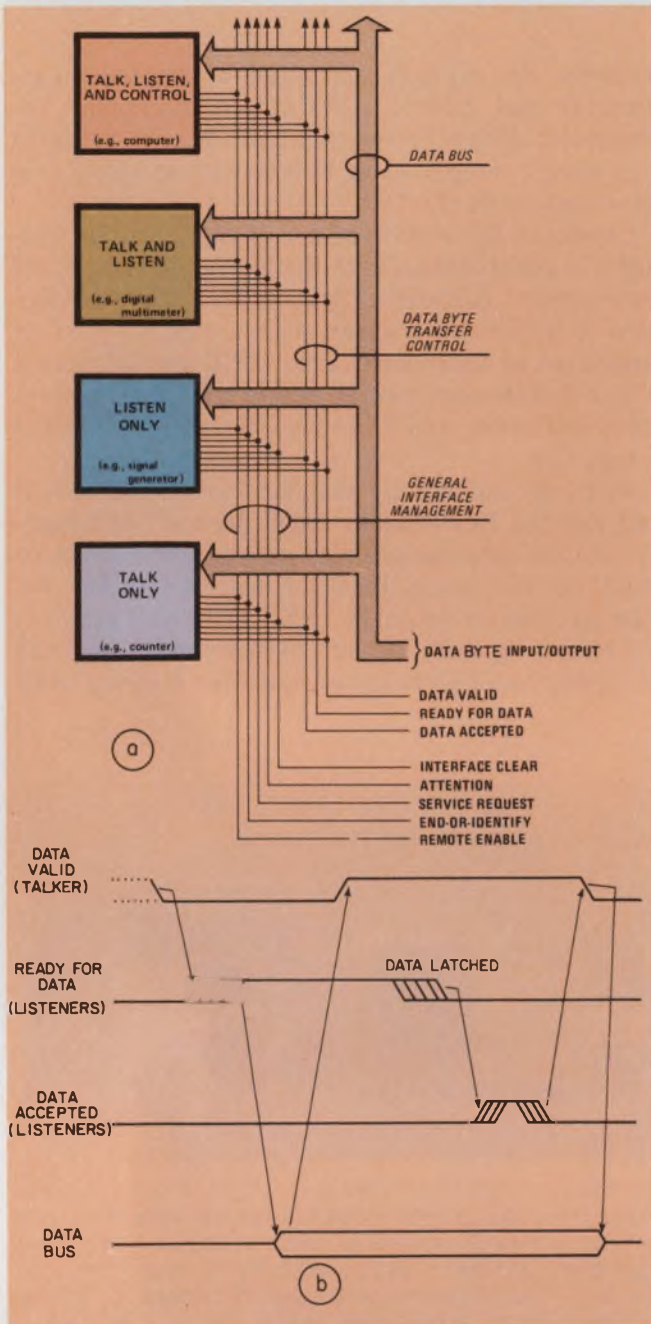 TALK, LISTEN,
AND CONTROL
(e.g., computer)
DATA BUS
TALK AND
LISTEN
(e.g., digital
multimeter)
DATA BYTE
TRANSFER
CONTROL
LISTEN
ONLY
(e.g., signal
generator)
GENERAL
INTERFACE
MANAGEMENT
TALK
ONLY
(e.g., counter)
DATA BYTE INPUT/OUTPUT
DATA VALID
READY FOR DATA
DATA ACCEPTED
a
INTERFACE CLEAR
ATTENTION
SERVICE REQUEST
END-OR-IDENTIFY
REMOTE ENABLE
DATA
VALID
(TALKER)
READY FOR
DATA
(LISTENERS)
DATA LATCHED
DATA
ACCEPTED
(LISTENERS)
DATA
BUS
b